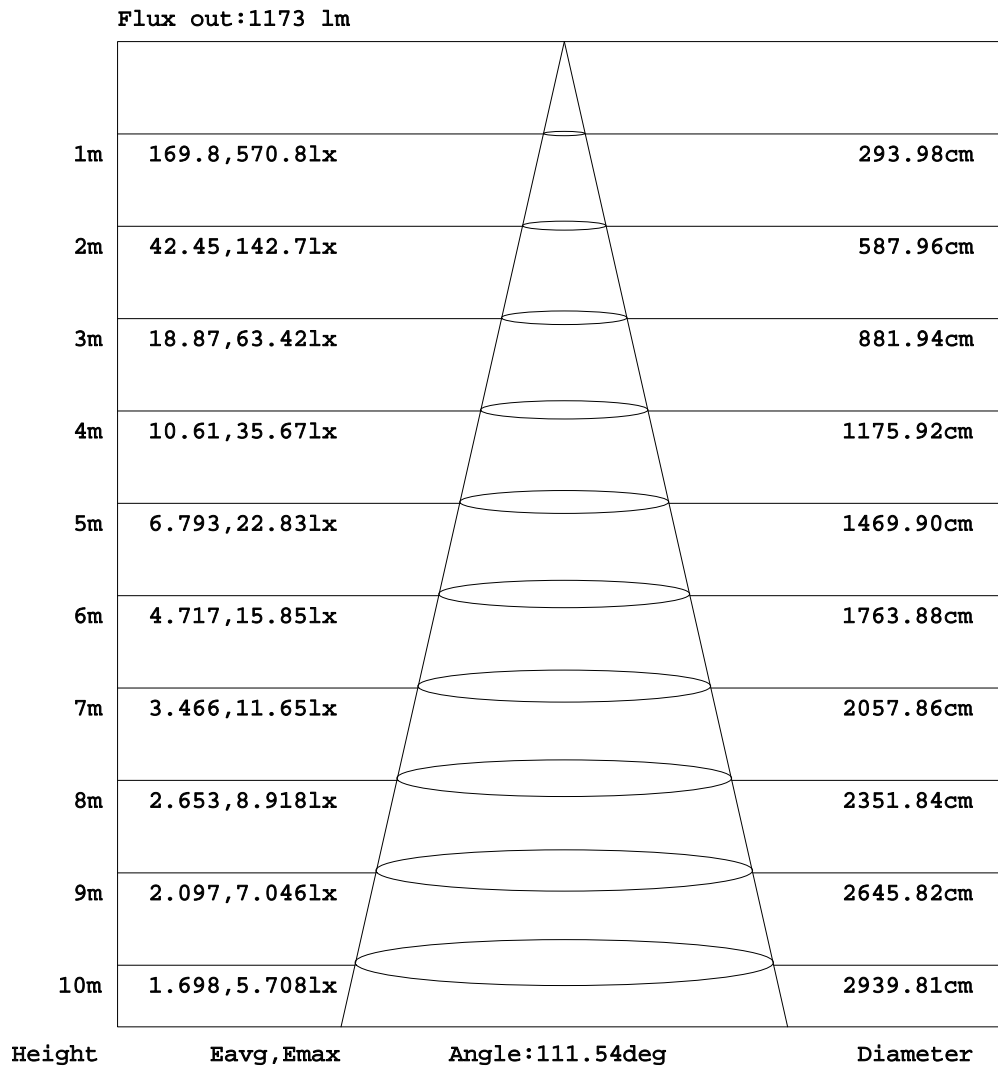 Flux out:1173 lm
1m 169.8,570.8lx 293.98cm
2m 42.45,142.7lx 587.96cm
3m 18.87,63.42lx 881.94cm
4m 10.61,35.67lx 1175.92cm
5m 6.793,22.83lx 1469.90cm
6m 4.717,15.85lx 1763.88cm
7m 3.466,11.65lx 2057.86cm
8m 2.653,8.918lx 2351.84cm
9m 2.097,7.046lx 2645.82cm
10m 1.698,5.708lx 2939.81cm
Height Eavg,Emax Angle:111.54deg Diameter